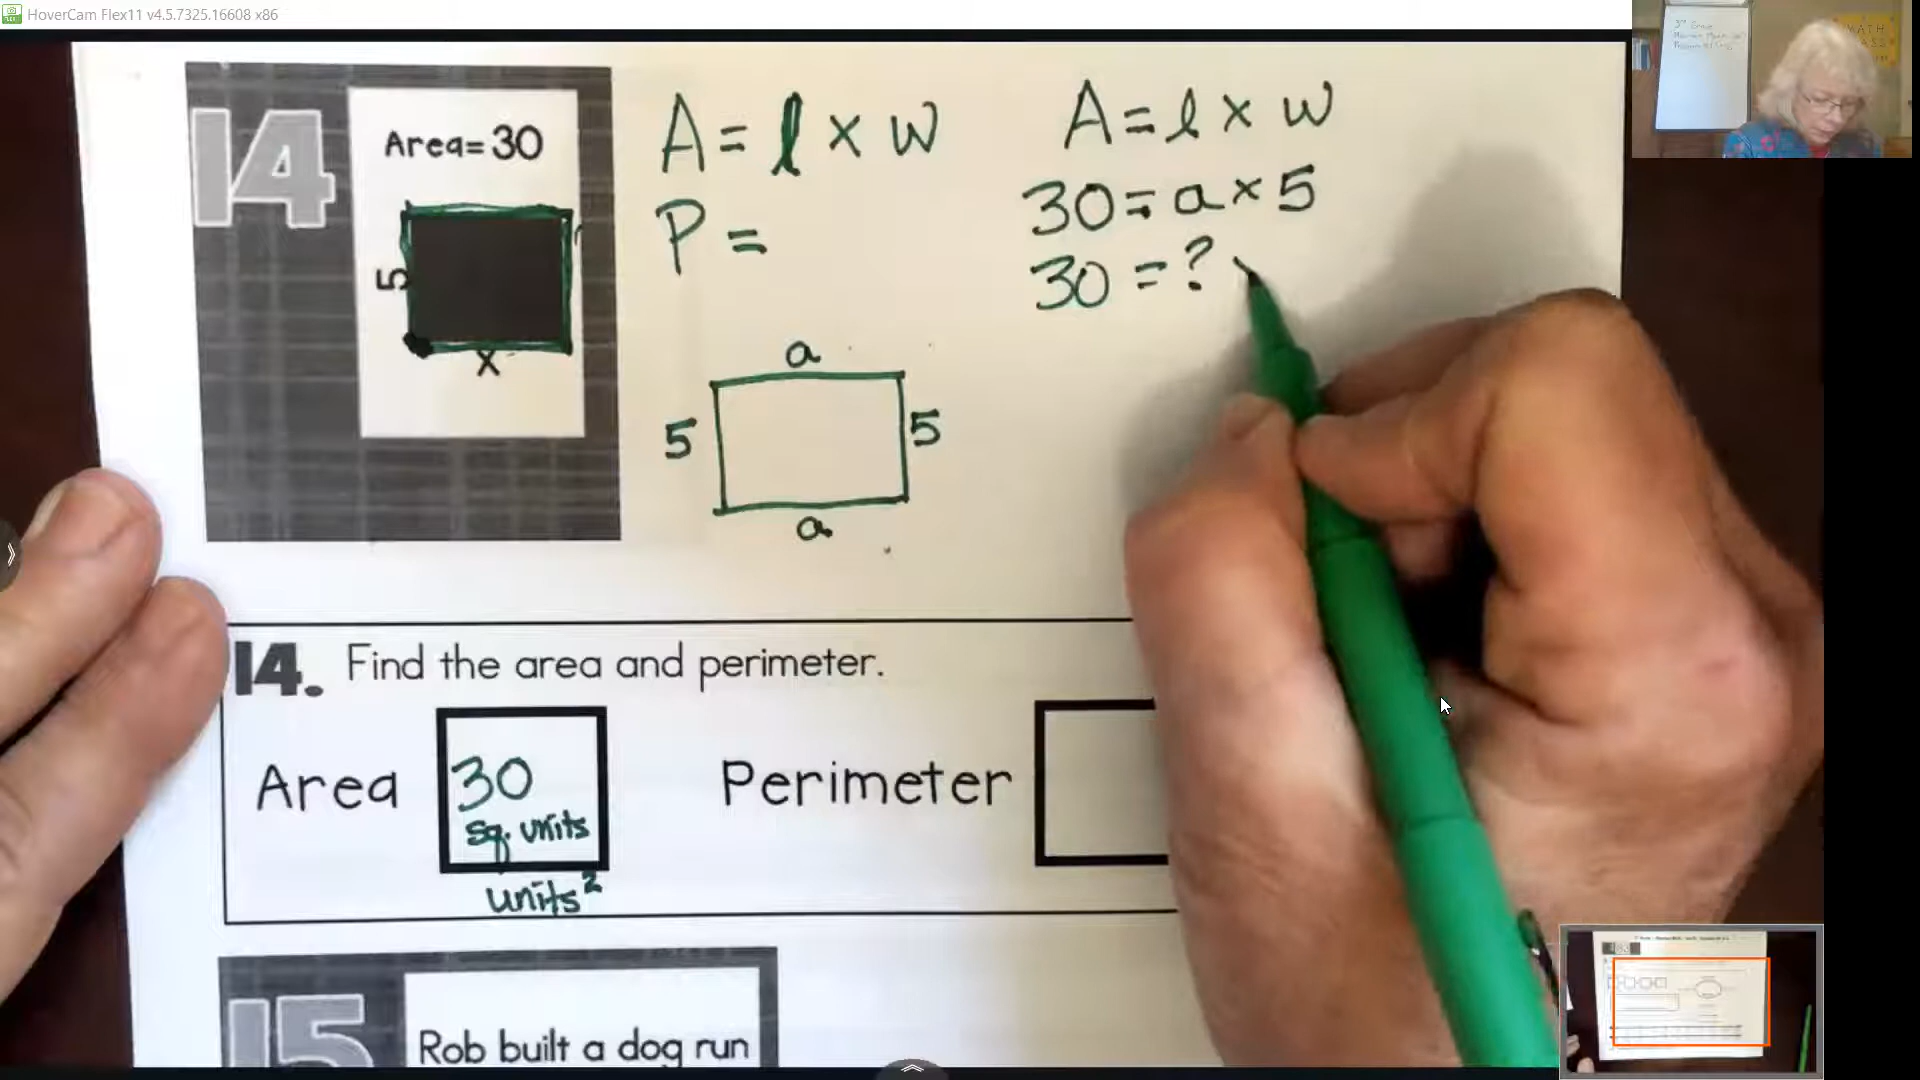 HoverCam Flex11 v4.5.7325.16608 x86
14
Area=30
5
x
A = l x w
P =
A = l x w
30 = a x 5
30 = ?
a
5
5
a
14. Find the area and perimeter.
Area
30
sq. units
units²
Perimeter
15
Rob built a dog run
MATH